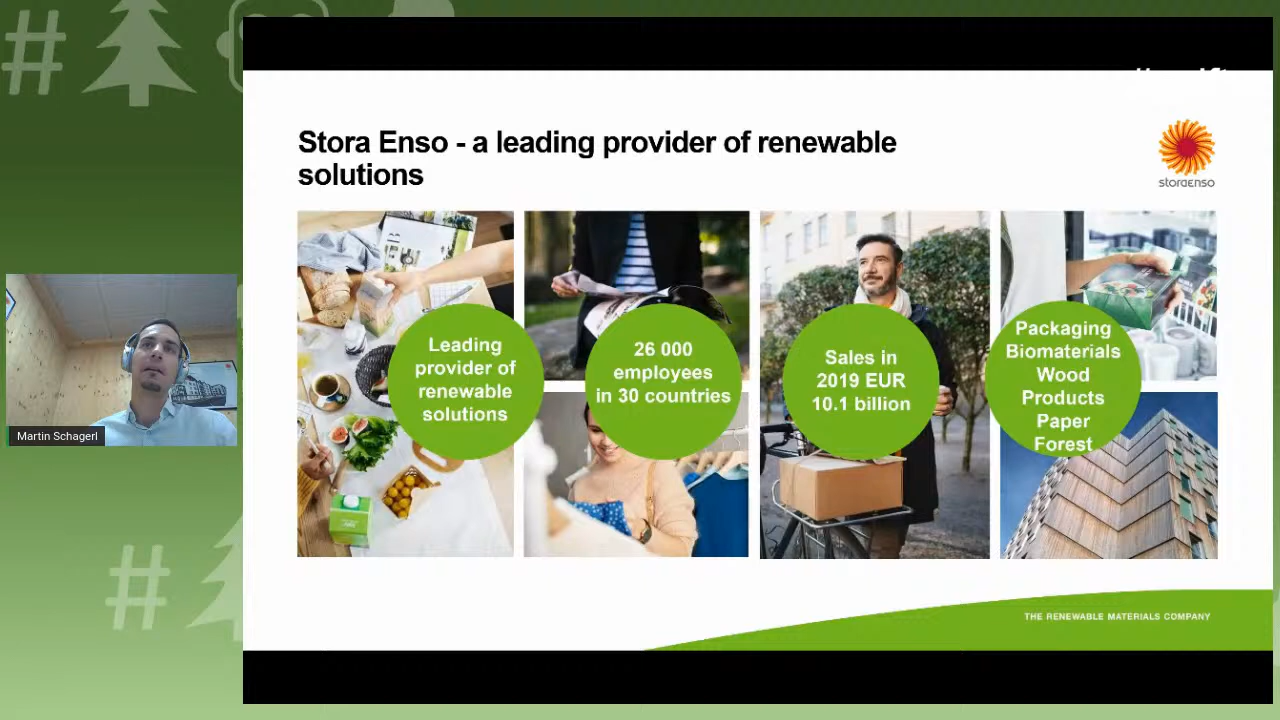 Stora Enso - a leading provider of renewable
solutions
storaenso
Leading
provider of
renewable
solutions
26 000
employees
in 30 countries
Sales in
2019 EUR
10.1 billion
Packaging
Biomaterials
Wood
Products
Paper
Forest
THE RENEWABLE MATERIALS COMPANY
Martin Schagerl
#
#